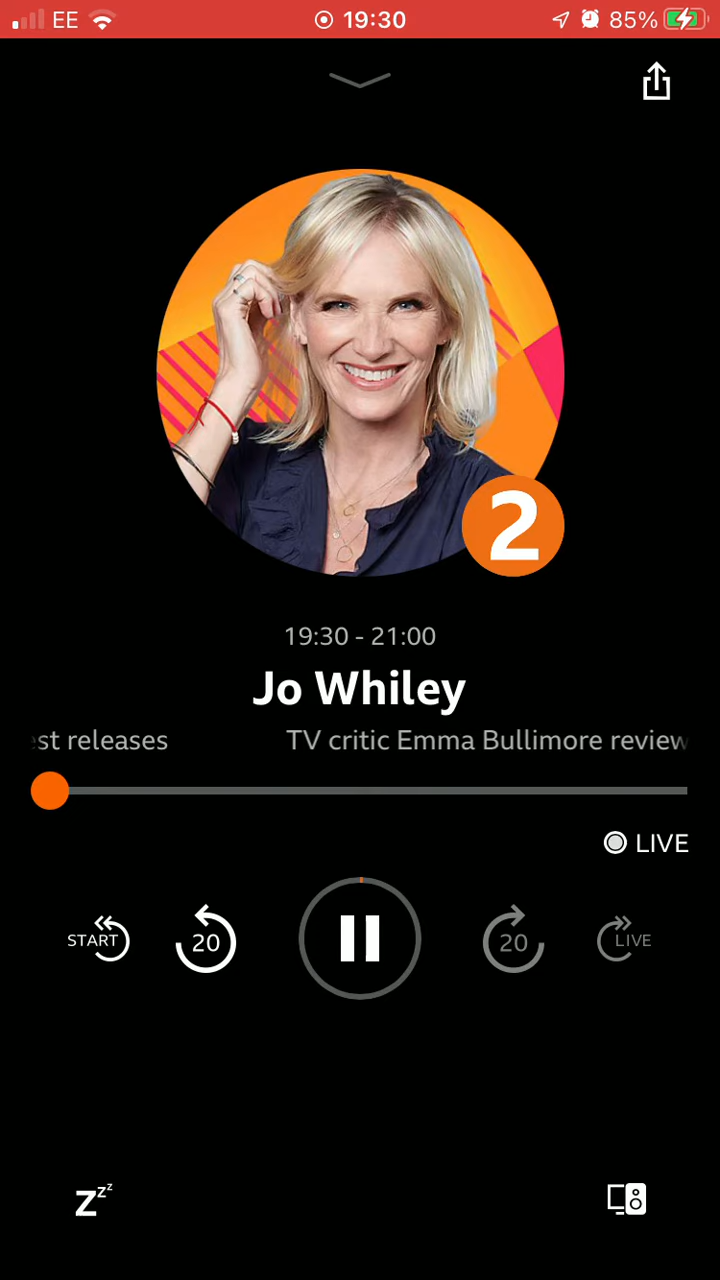 EE 19:30 85%
2
19:30 - 21:00
Jo Whiley
releases TV critic Emma Bullimore review
LIVE
START 20 20 LIVE
zzz